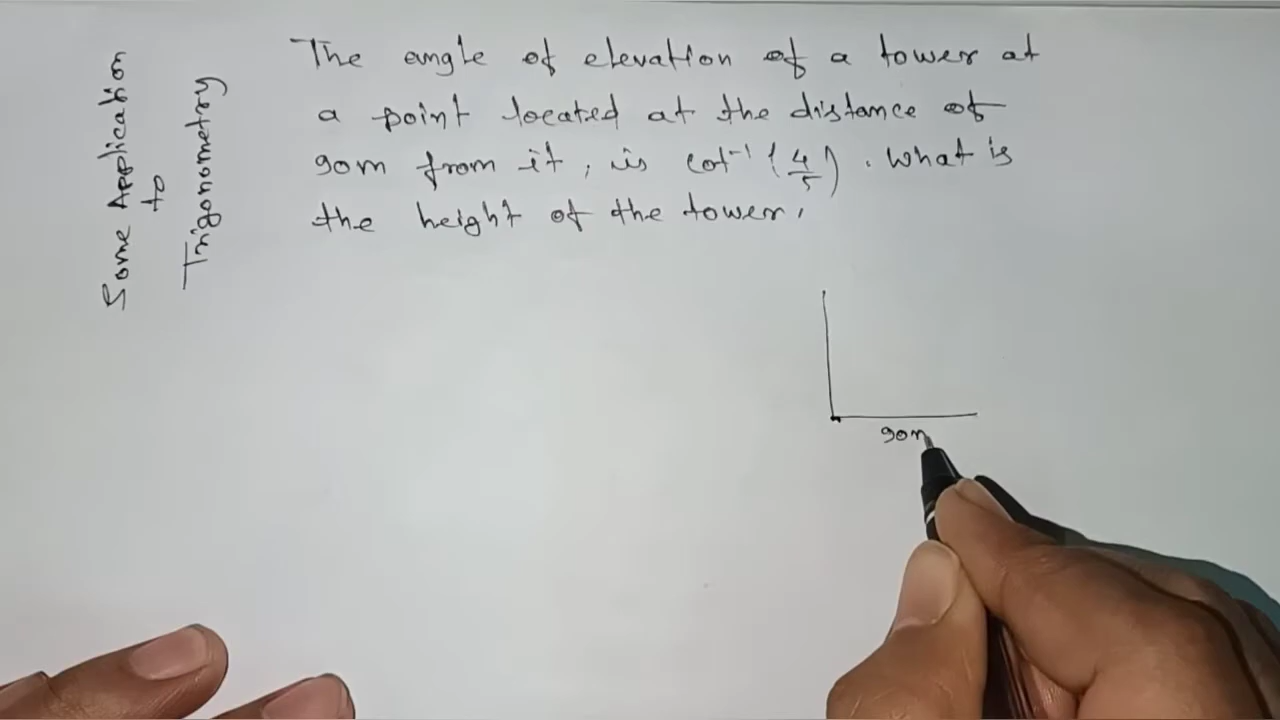 Some Application
to
Trigonometry
The angle of elevation of a tower at
a point located at the distance of
90m from it, is cot⁻¹(4/5). What is
the height of the tower.
90m